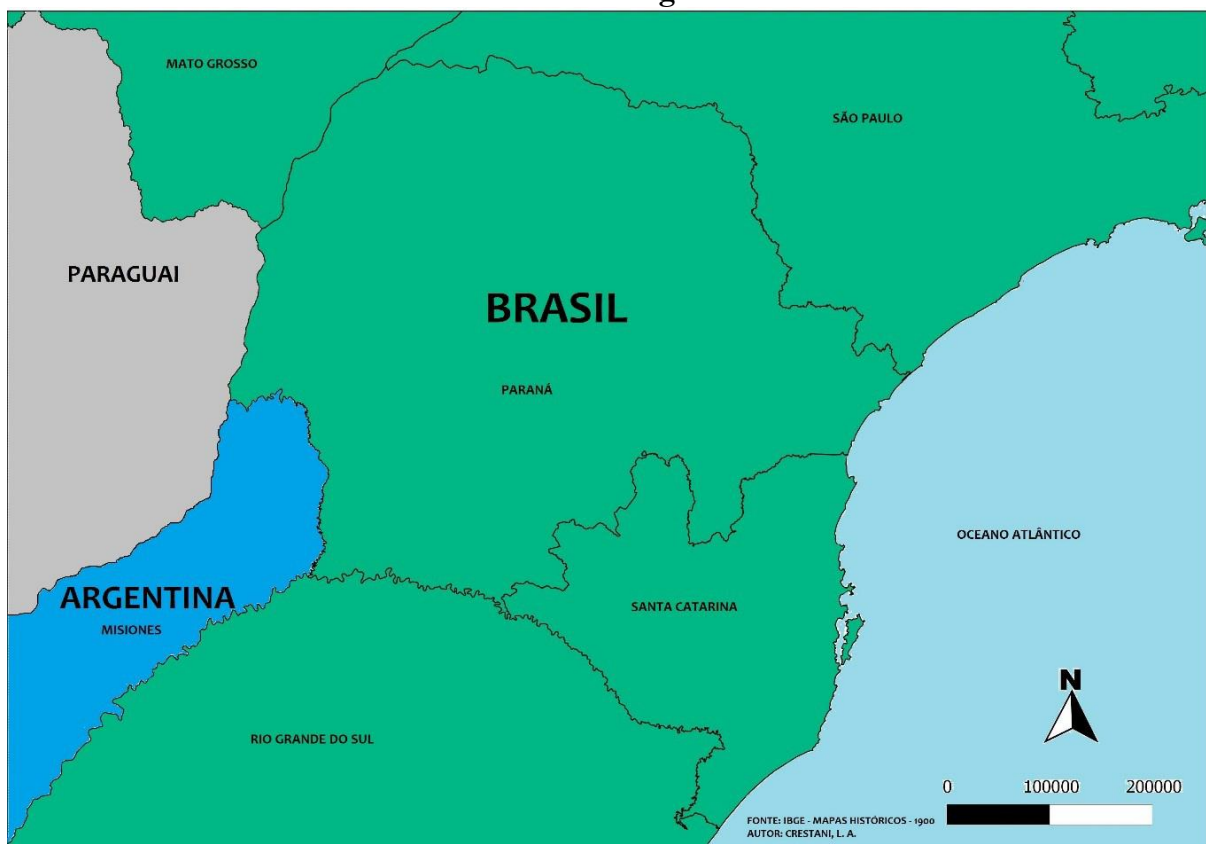 g
MATO GROSSO
SÃO PAULO
PARAGUAI
BRASIL
PARANÁ
OCEANO ATLÂNTICO
ARGENTINA
MISIONES
SANTA CATARINA
N
RIO GRANDE DO SUL
0 100000 200000
FONTE: IBGE - MAPAS HISTÓRICOS - 1900
AUTOR: CRESTANI, L. A.